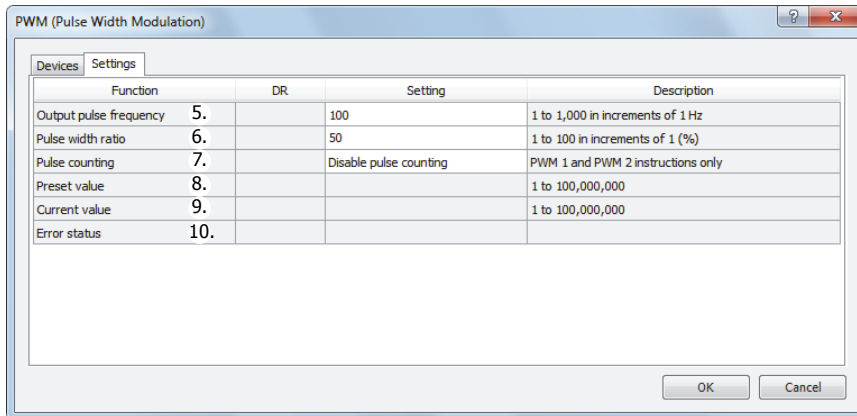 PWM (Pulse Width Modulation)
Devices Settings
Function DR Setting Description
Output pulse frequency 5. 100 1 to 1,000 in increments of 1 Hz
Pulse width ratio 6. 50 1 to 100 in increments of 1 (%)
Pulse counting 7. Disable pulse counting PWM 1 and PWM 2 instructions only
Preset value 8. 1 to 100,000,000
Current value 9. 1 to 100,000,000
Error status 10.
OK Cancel